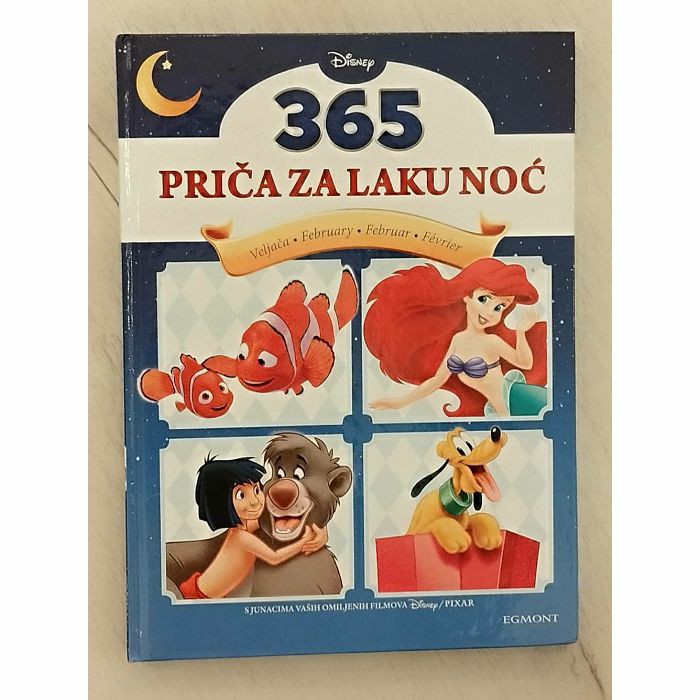 Disney
365
PRIČA ZA LAKU NOĆ
Veljača • February • Februar • Février
S JUNACIMA VAŠIH OMILJENIH FILMOVA Disney / PIXAR
EGMONT